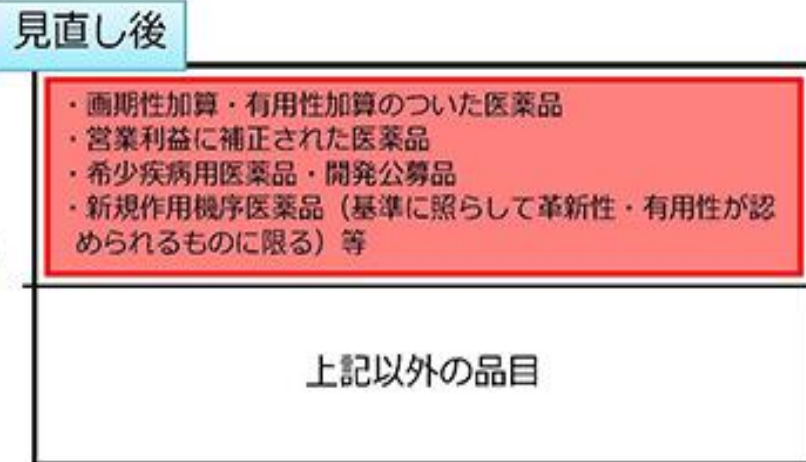 見直し後
・画期性加算・有用性加算のついた医薬品
・営業利益に補正された医薬品
・希少疾病用医薬品・開発公募品
・新規作用機序医薬品（基準に照らして革新性・有用性が認
められるものに限る）等
上記以外の品目